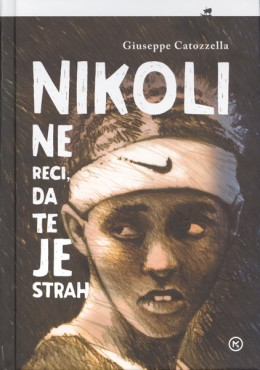 Giuseppe Catozzella
NIKOLI
NE
RECI,
DA
TE
JE
STRAH